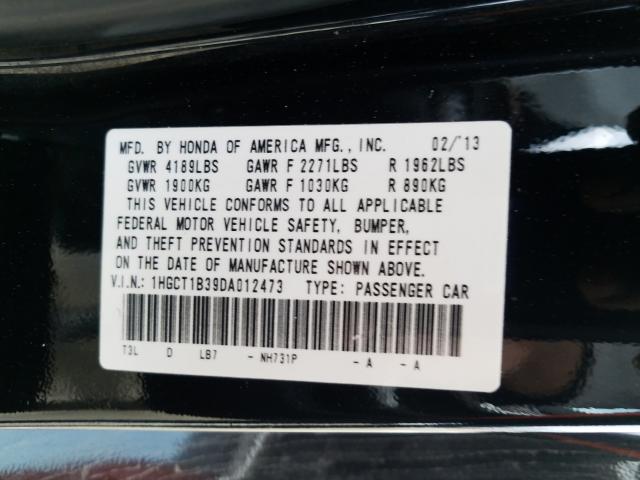 MFD. BY HONDA OF AMERICA MFG., INC. 02/'13
GVWR 4189LBS GAWR F 2271LBS R 1962LBS
GVWR 1900KG GAWR F 1030KG R 890KG
THIS VEHICLE CONFORMS TO ALL APPLICABLE
FEDERAL MOTOR VEHICLE SAFETY, BUMPER,
AND THEFT PREVENTION STANDARDS IN EFFECT
ON THE DATE OF MANUFACTURE SHOWN ABOVE.
V.I.N.: 1HGCT1B39DA012473 TYPE: PASSENGER CAR
T3L D LB7 - NH731P - A - A